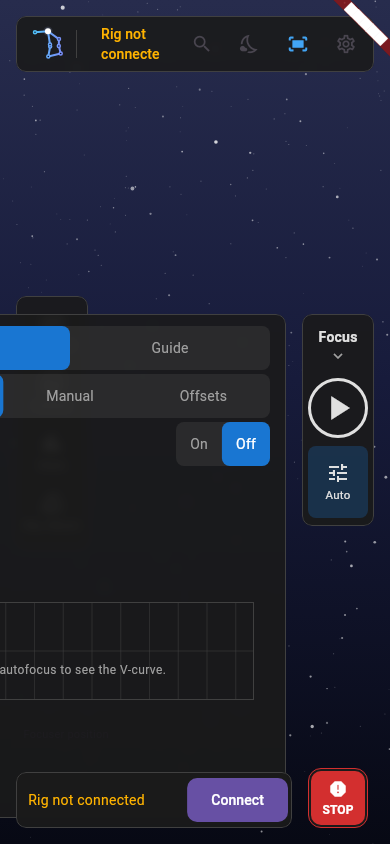 Rig not
connecte
Focus
Guide
Manual
Offsets
On
Off
Auto
autofocus to see the V-curve.
Rig not connected
Connect
STOP